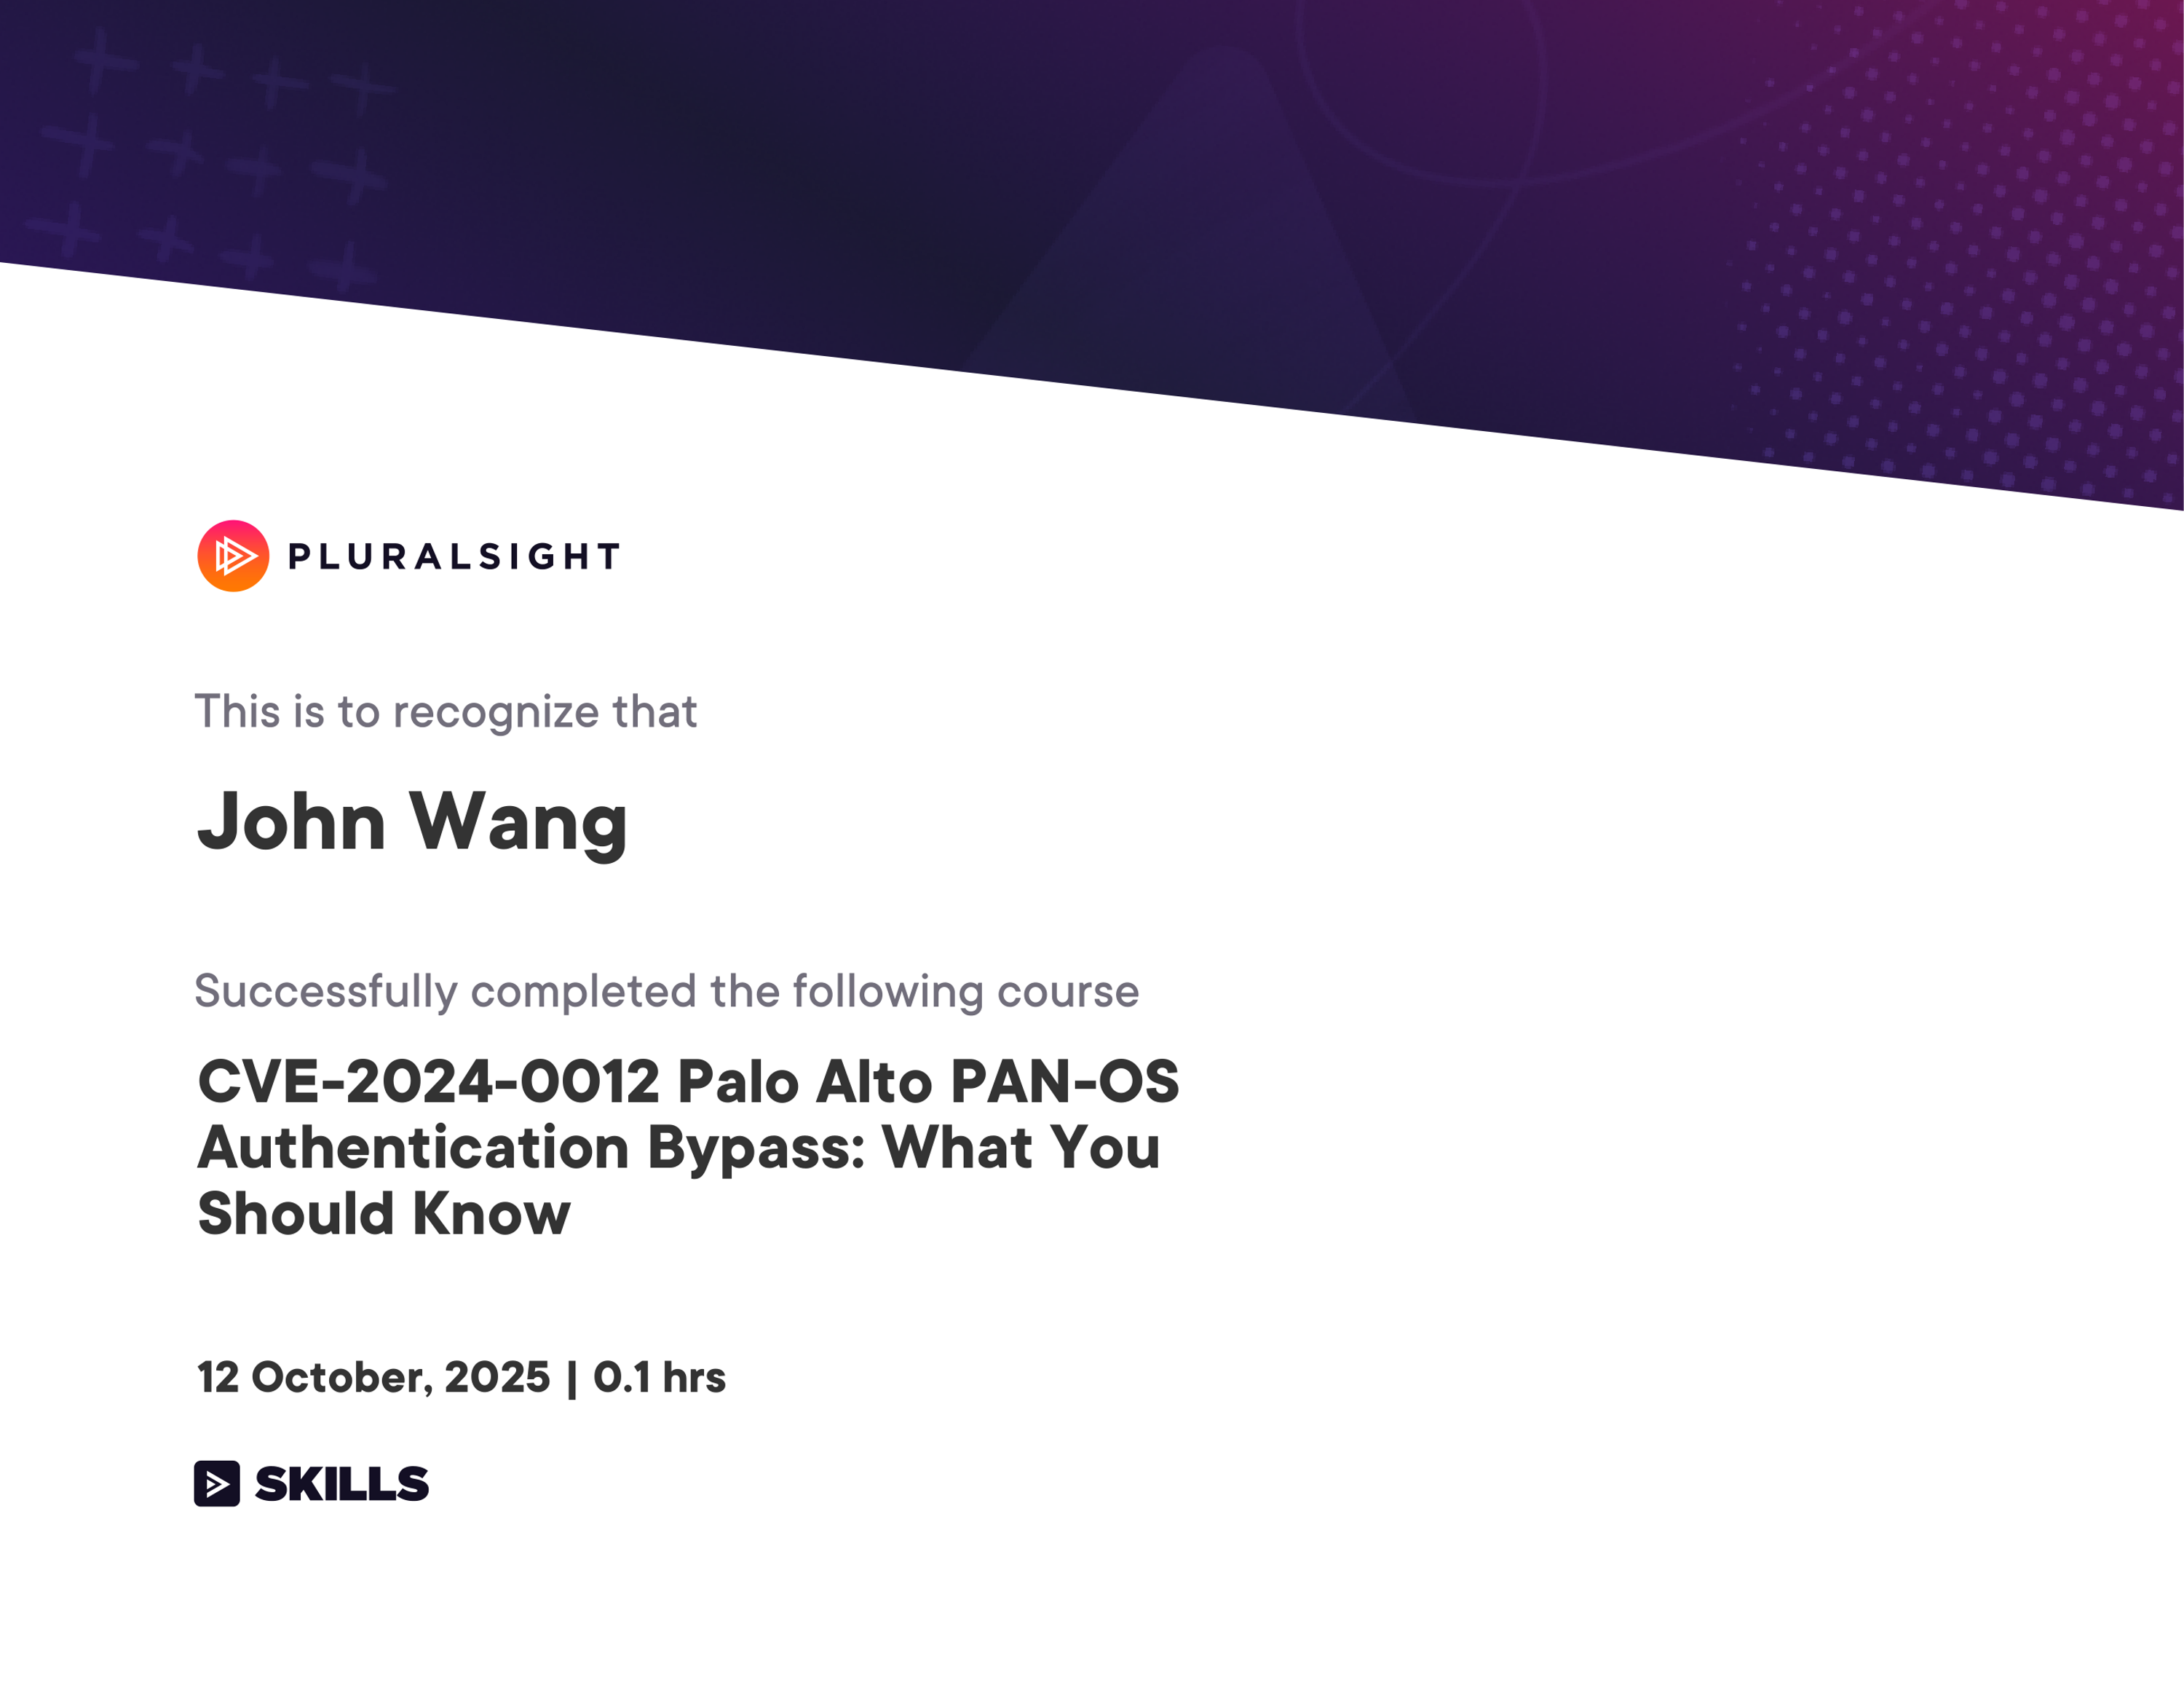 PLURALSIGHT
This is to recognize that
John Wang
Successfully completed the following course
CVE-2024-0012 Palo Alto PAN-OS
Authentication Bypass: What You
Should Know
12 October, 2025 | 0.1 hrs
SKILLS